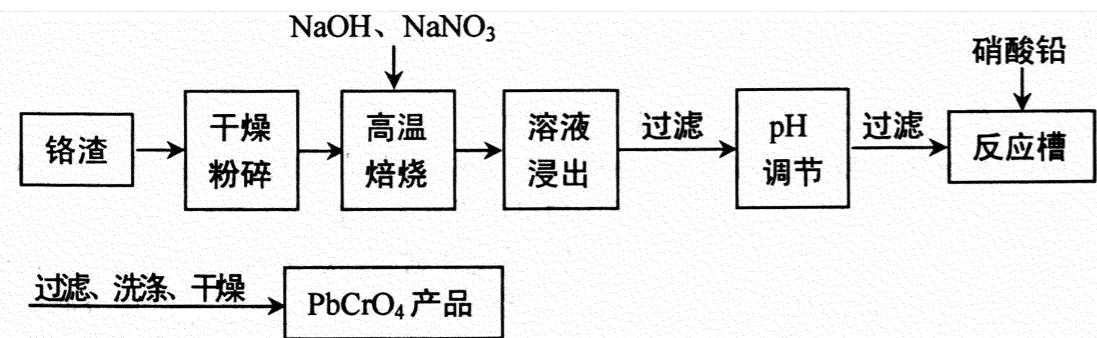 NaOH、NaNO₃
硝酸铅
铬渣
干燥
粉碎
高温
焙烧
溶液
浸出
过滤
pH
调节
过滤
反应槽
过滤、洗涤、干燥
PbCrO₄产品